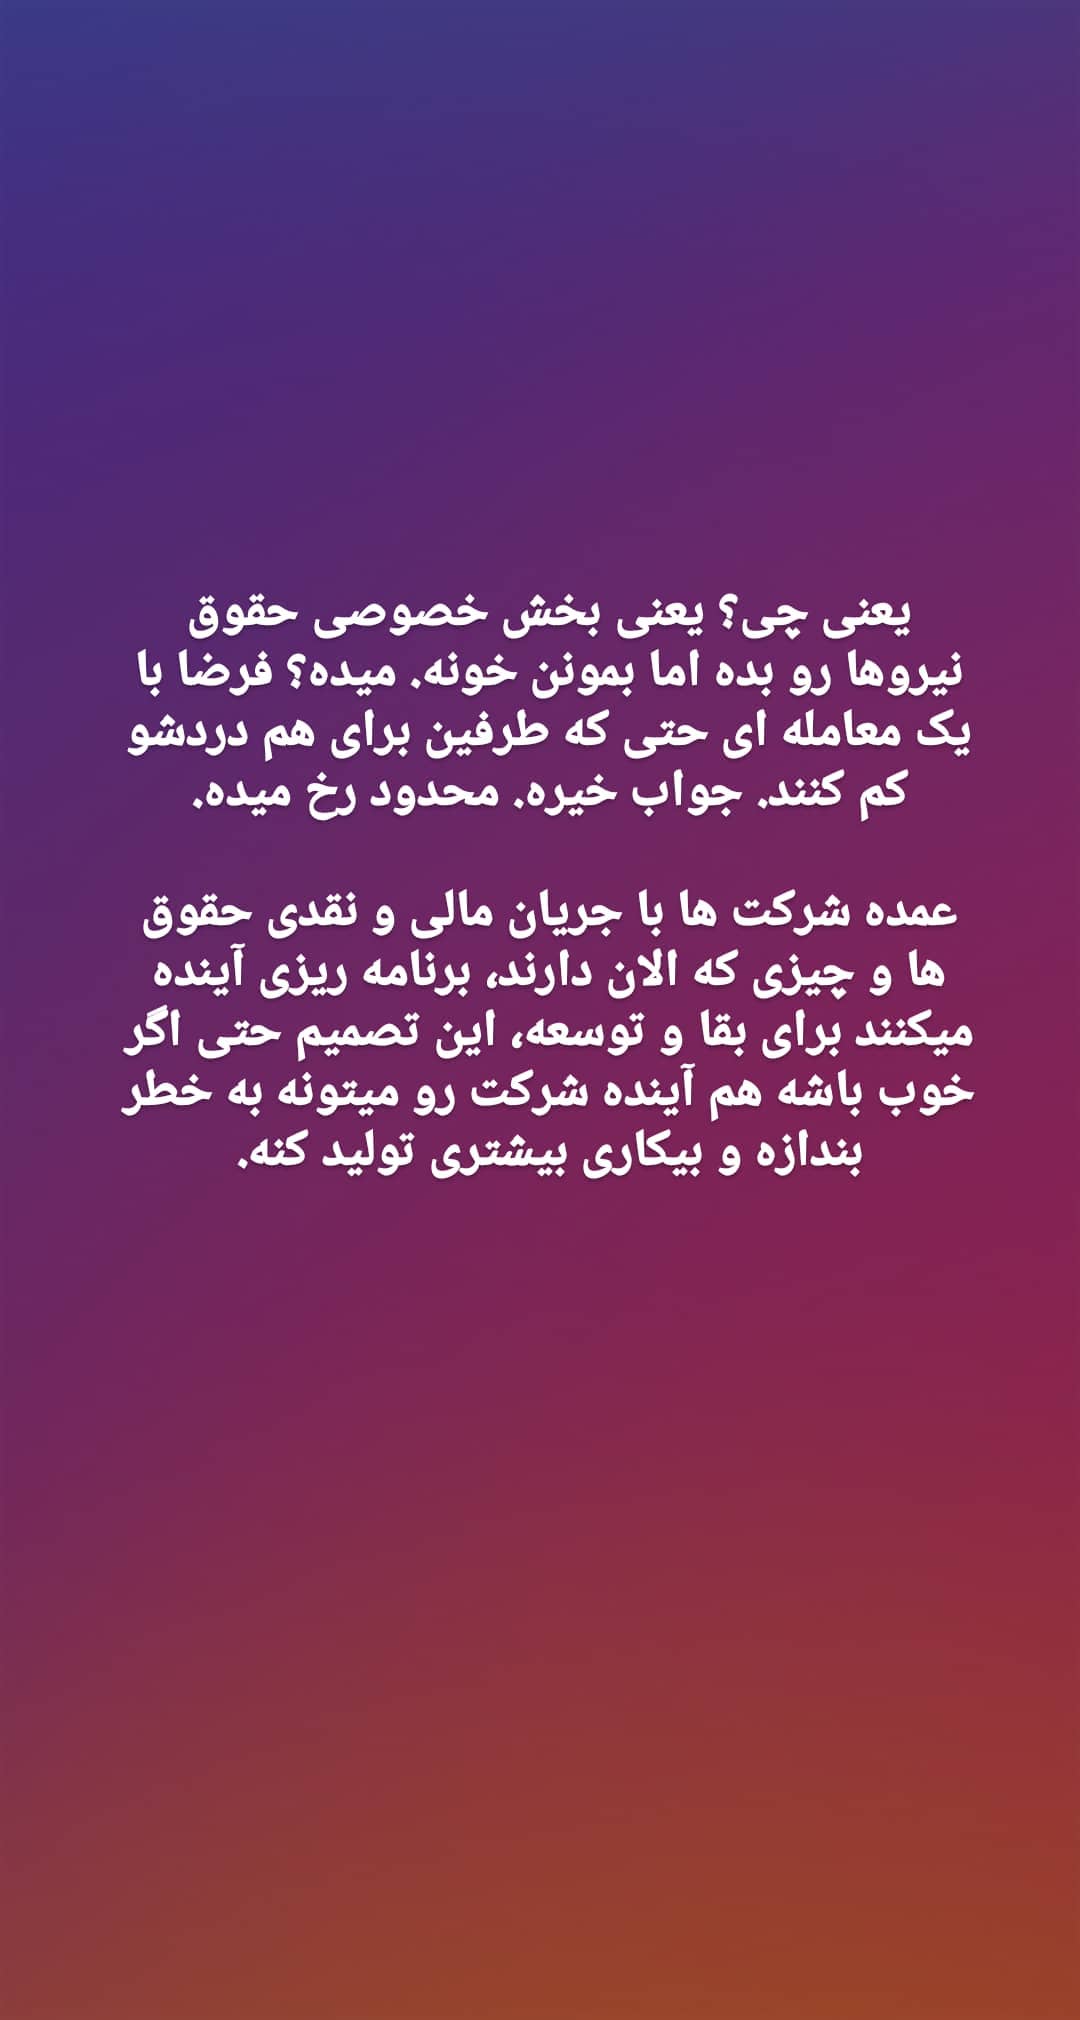 یعنی چی؟ یعنی بخش خصوصی حقوق
نیروها رو بده اما بمونن خونه. میده؟ فرضا با
یک معامله ای حتی که طرفین برای هم دردشو
کم کنند. جواب خیره. محدود رخ میده.
عمده شرکت ها با جریان مالی و نقدی حقوق
ها و چیزی که الان دارند، برنامه ریزی آینده
میکنند برای بقا و توسعه، این تصمیم حتی اگر
خوب باشه هم آینده شرکت رو میتونه به خطر
بندازه و بیکاری بیشتری تولید کنه.